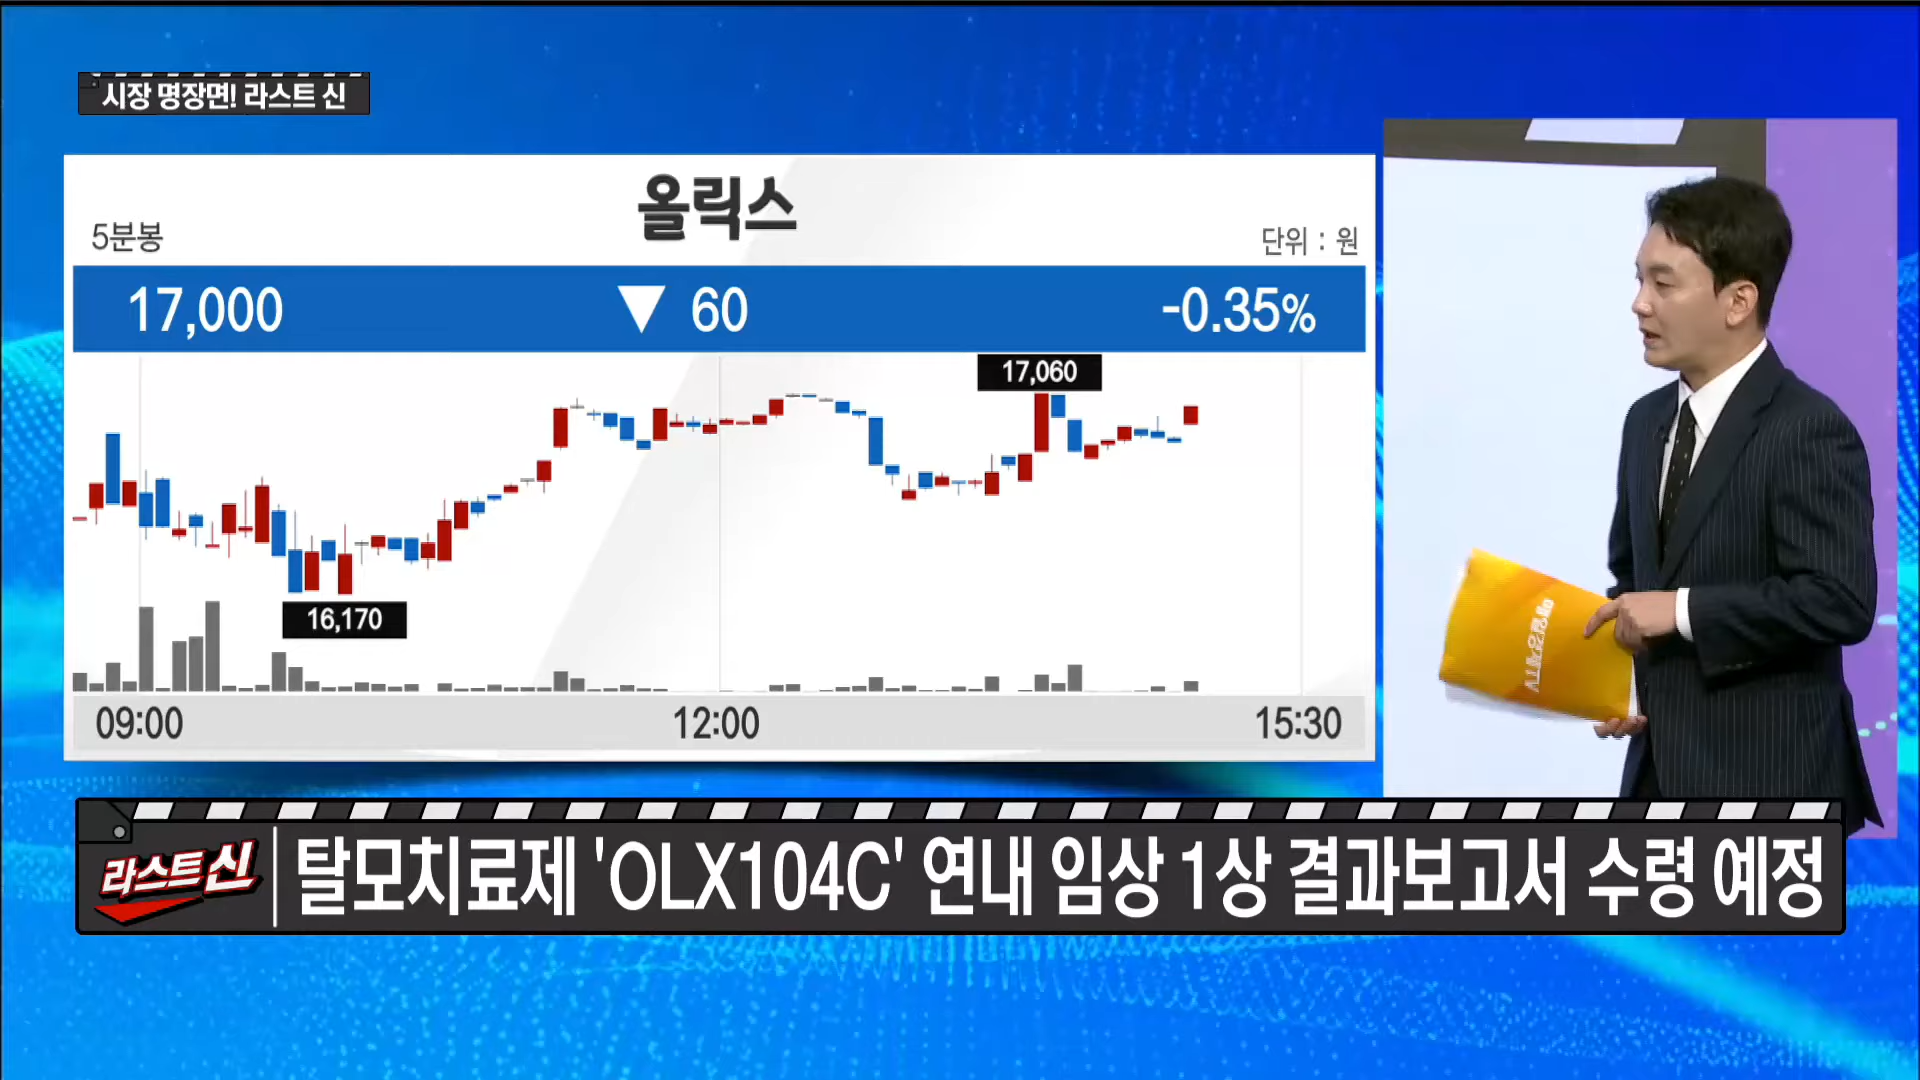 시장 명장면! 라스트 신
올릭스
5분봉
단위 : 원
17,000 ▼ 60 -0.35%
17,060
16,170
09:00 12:00 15:30
라스트신
탈모치료제 'OLX104C' 연내 임상 1상 결과보고서 수령 예정